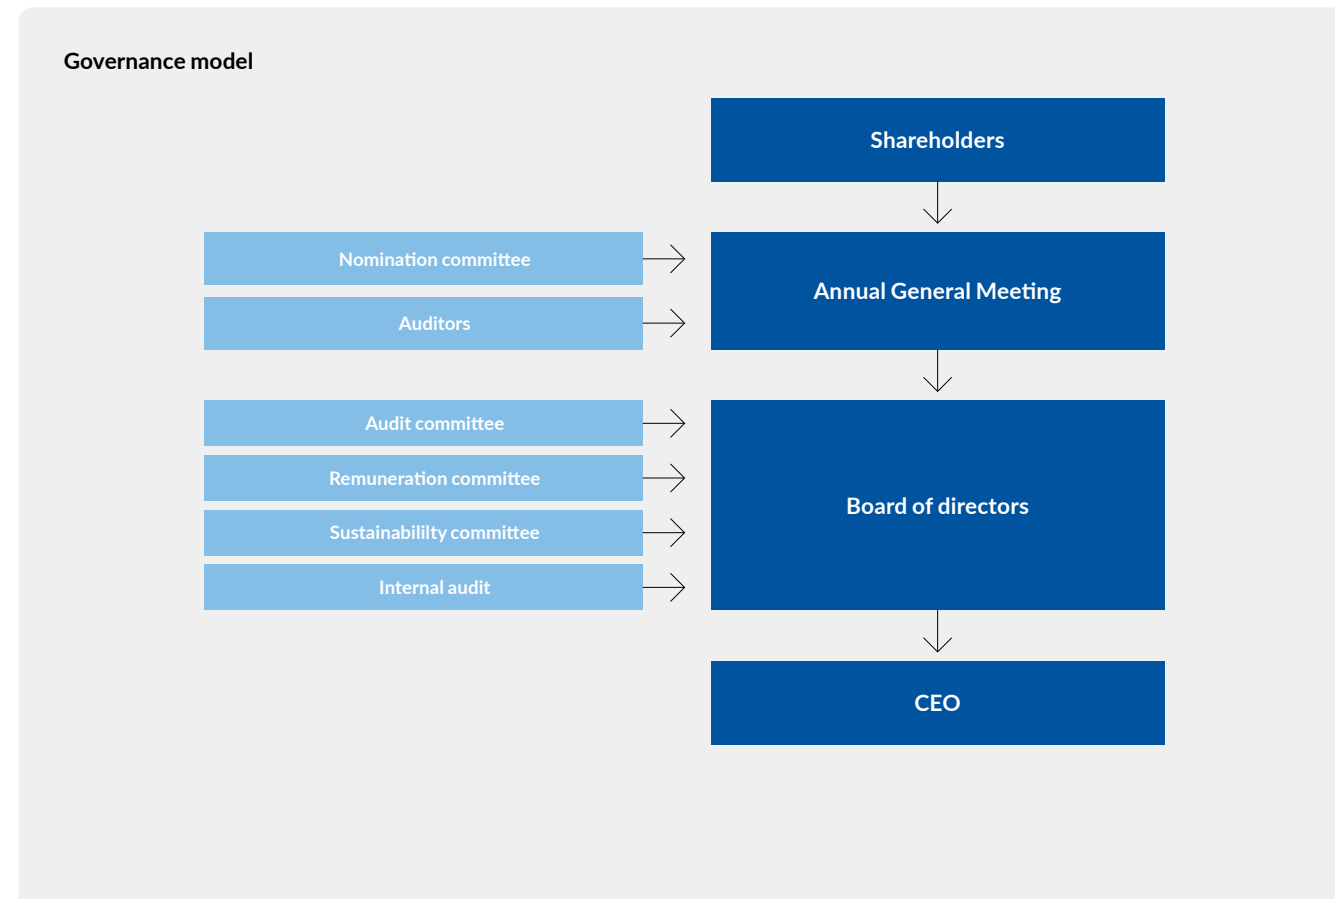 Governance model
Shareholders
Nomination committee
Annual General Meeting
Auditors
Audit committee
Remuneration committee
Board of directors
Sustainabililty committee
Internal audit
CEO